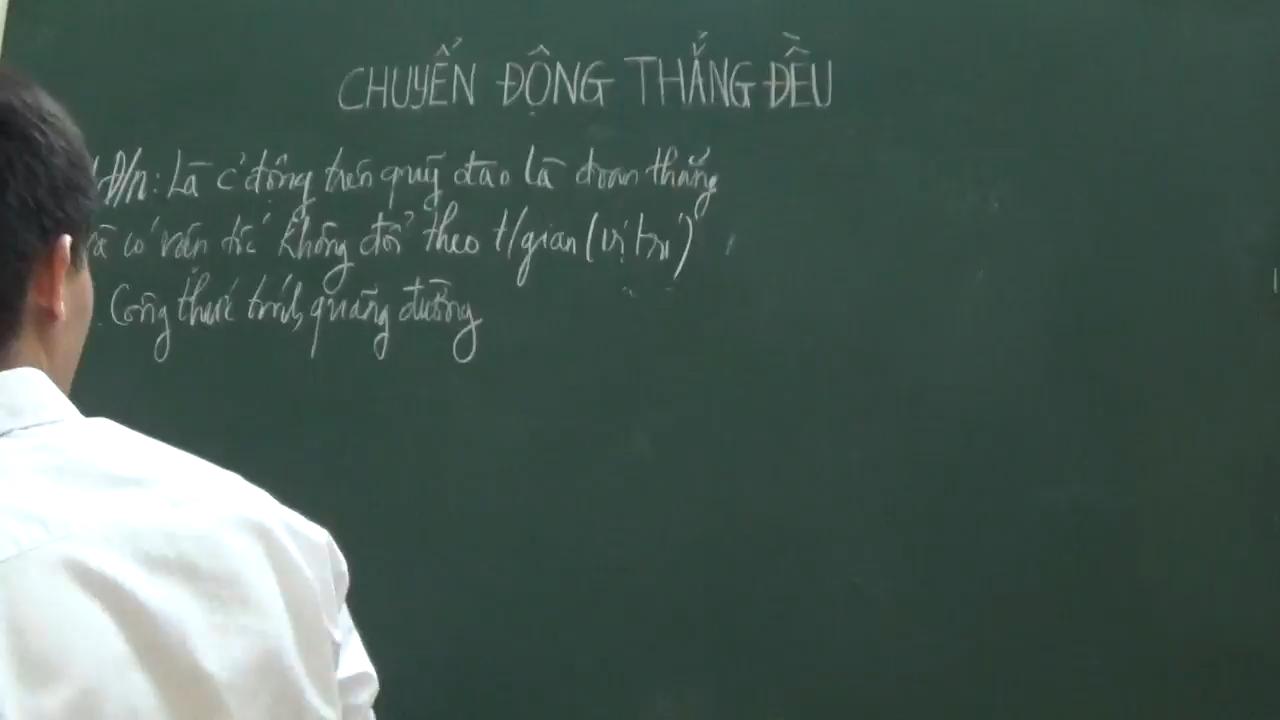 CHUYỂN ĐỘNG THẲNG ĐỀU
Đ/n: Là c' động trên quỹ đạo là đoạn thẳng
và có vận tốc không đổi theo t/gian (vị trí)
Công thức tính quãng đường